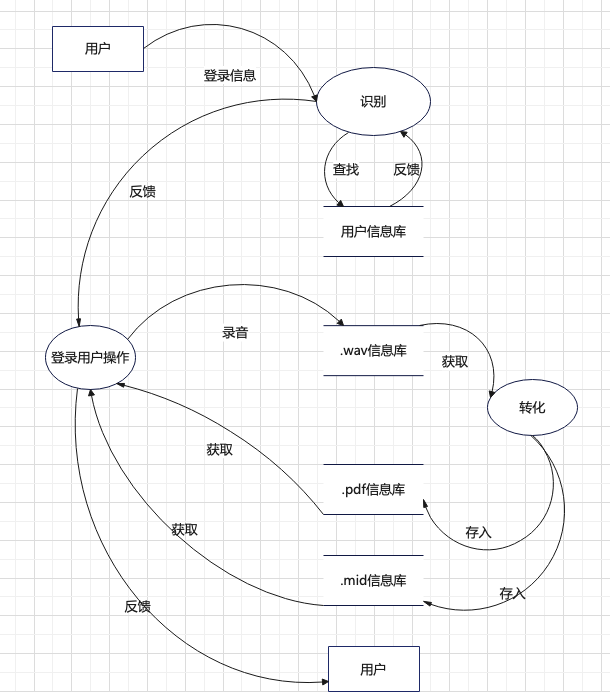 用户
登录信息
识别
查找
反馈
反馈
用户信息库
录音
.wav信息库
登录用户操作
获取
转化
获取
.pdf信息库
获取
存入
.mid信息库
存入
反馈
用户